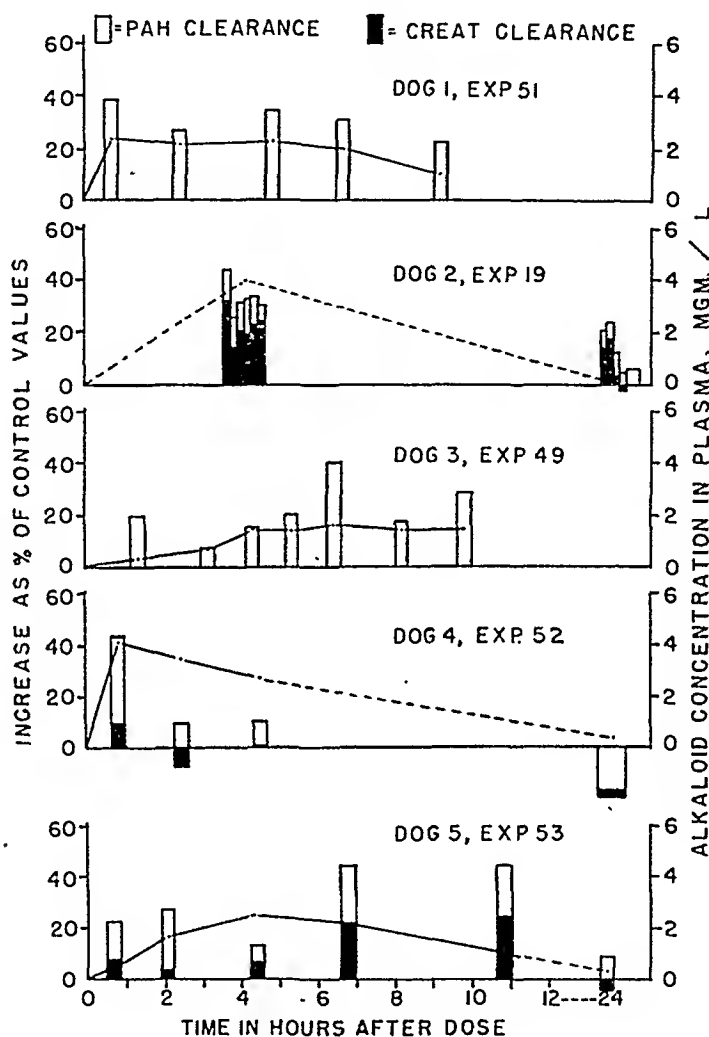 =PAH CLEARANCE =CREAT CLEARANCE
60 6
40 DOG 1, EXP 51 4
20 2
0 0
60 6
DOG 2, EXP 19
40 4
20 2
0 0
60 6
DOG 3, EXP 49
40 4
20 2
0 0
60 6
DOG 4, EXP. 52
40 4
20 2
0 0
60 DOG 5, EXP 53 6
40 4
20 2
0 0
0 2 4 6 8 10 12----24
TIME IN HOURS AFTER DOSE
INCREASE AS % OF CONTROL VALUES
ALKALOID CONCENTRATION IN PLASMA, MGM. / L